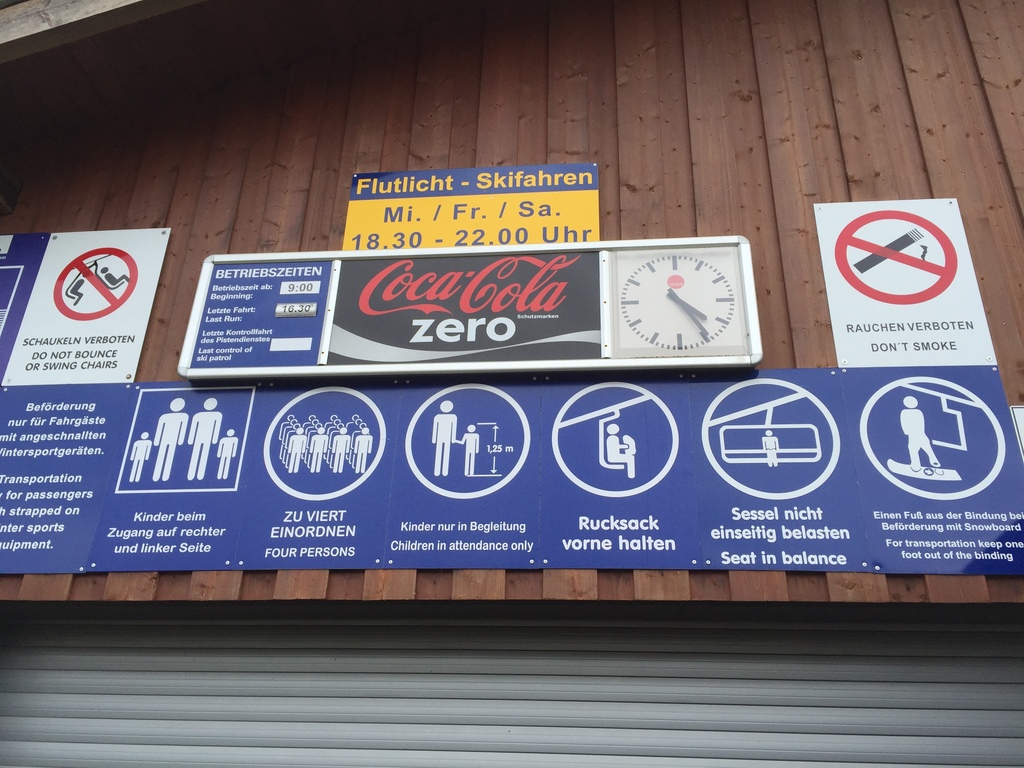 Flutlicht - Skifahren
Mi. / Fr. / Sa.
18.30 - 22.00 Uhr
BETRIEBSZEITEN
Betriebszeit ab:
Beginning:
9:00
Letzte Fahrt:
Last Run:
16.30
Letzte Kontrollfahrt
des Pistendienstes
Last control of
ski patrol
Coca-Cola
Schutzmarken
zero
SCHAUKELN VERBOTEN
DO NOT BOUNCE
OR SWING CHAIRS
RAUCHEN VERBOTEN
DON´T SMOKE
Beförderung
nur für Fahrgäste
mit angeschnallten
Wintersportgeräten.
Transportation
for passengers
strapped on
sports
Kinder beim
Zugang auf rechter
und linker Seite
ZU VIERT
EINORDNEN
FOUR PERSONS
1,25 m
Kinder nur in Begleitung
Children in attendance only
Rucksack
vorne halten
Sessel nicht
einseitig belasten
Seat in balance
Einen Fuß aus der Bindung bei
Beförderung mit Snowboard
For transportation keep one
foot out of the binding